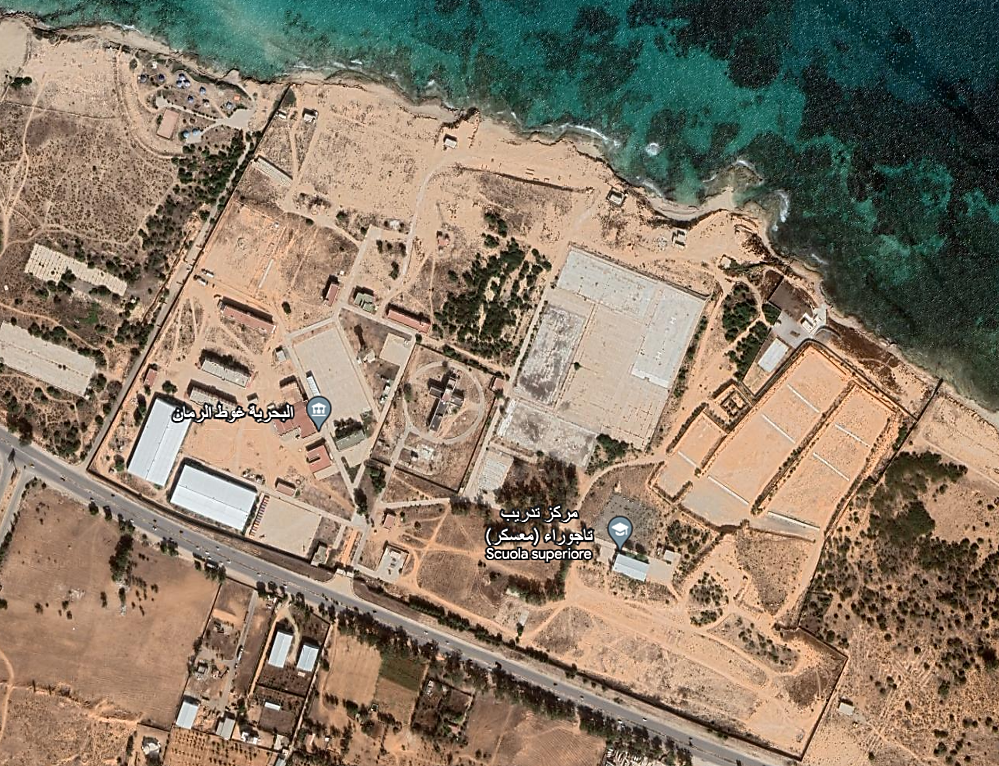 البحرية غوط الرمان
مركز تدريب
تاجوراء (معسكر)
Scuola superiore